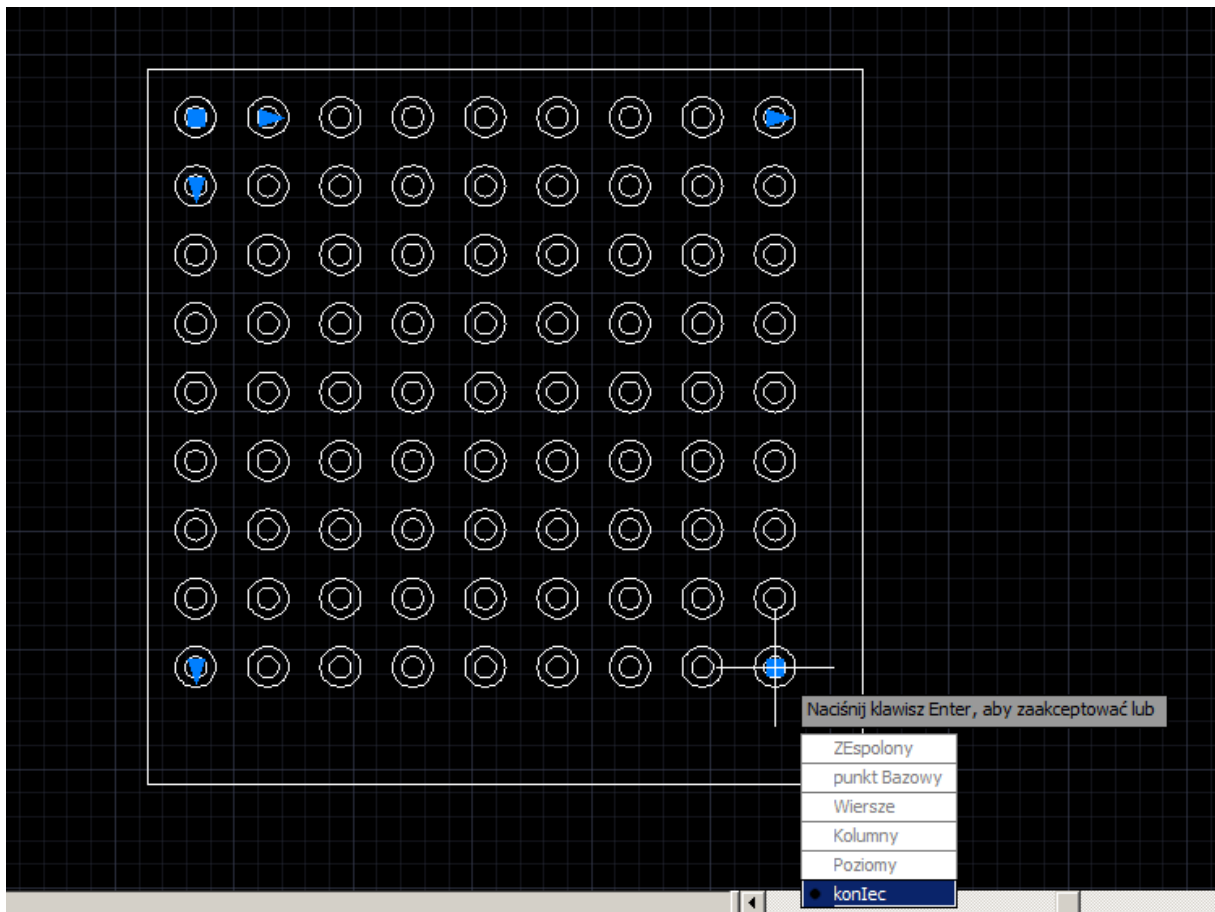 Naciśnij klawisz Enter, aby zaakceptować lub
ZEspolony
punkt Bazowy
Wiersze
Kolumny
Poziomy
konIec